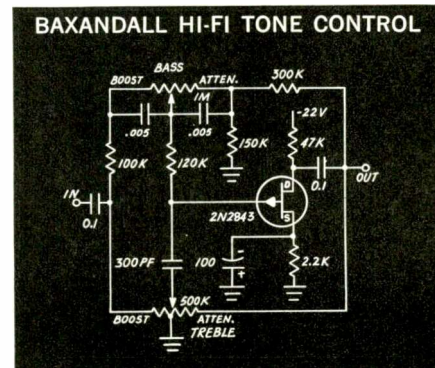 BAXANDALL HI-FI TONE CONTROL
BASS
BOOST ATTEN. 300K
1M
-22V
.005 .005
47K
150K
100K 120K 0.1
OUT
IN
D
2N2843
S
0.1
300PF 100 - 2.2K
+
500K
BOOST ATTEN.
TREBLE